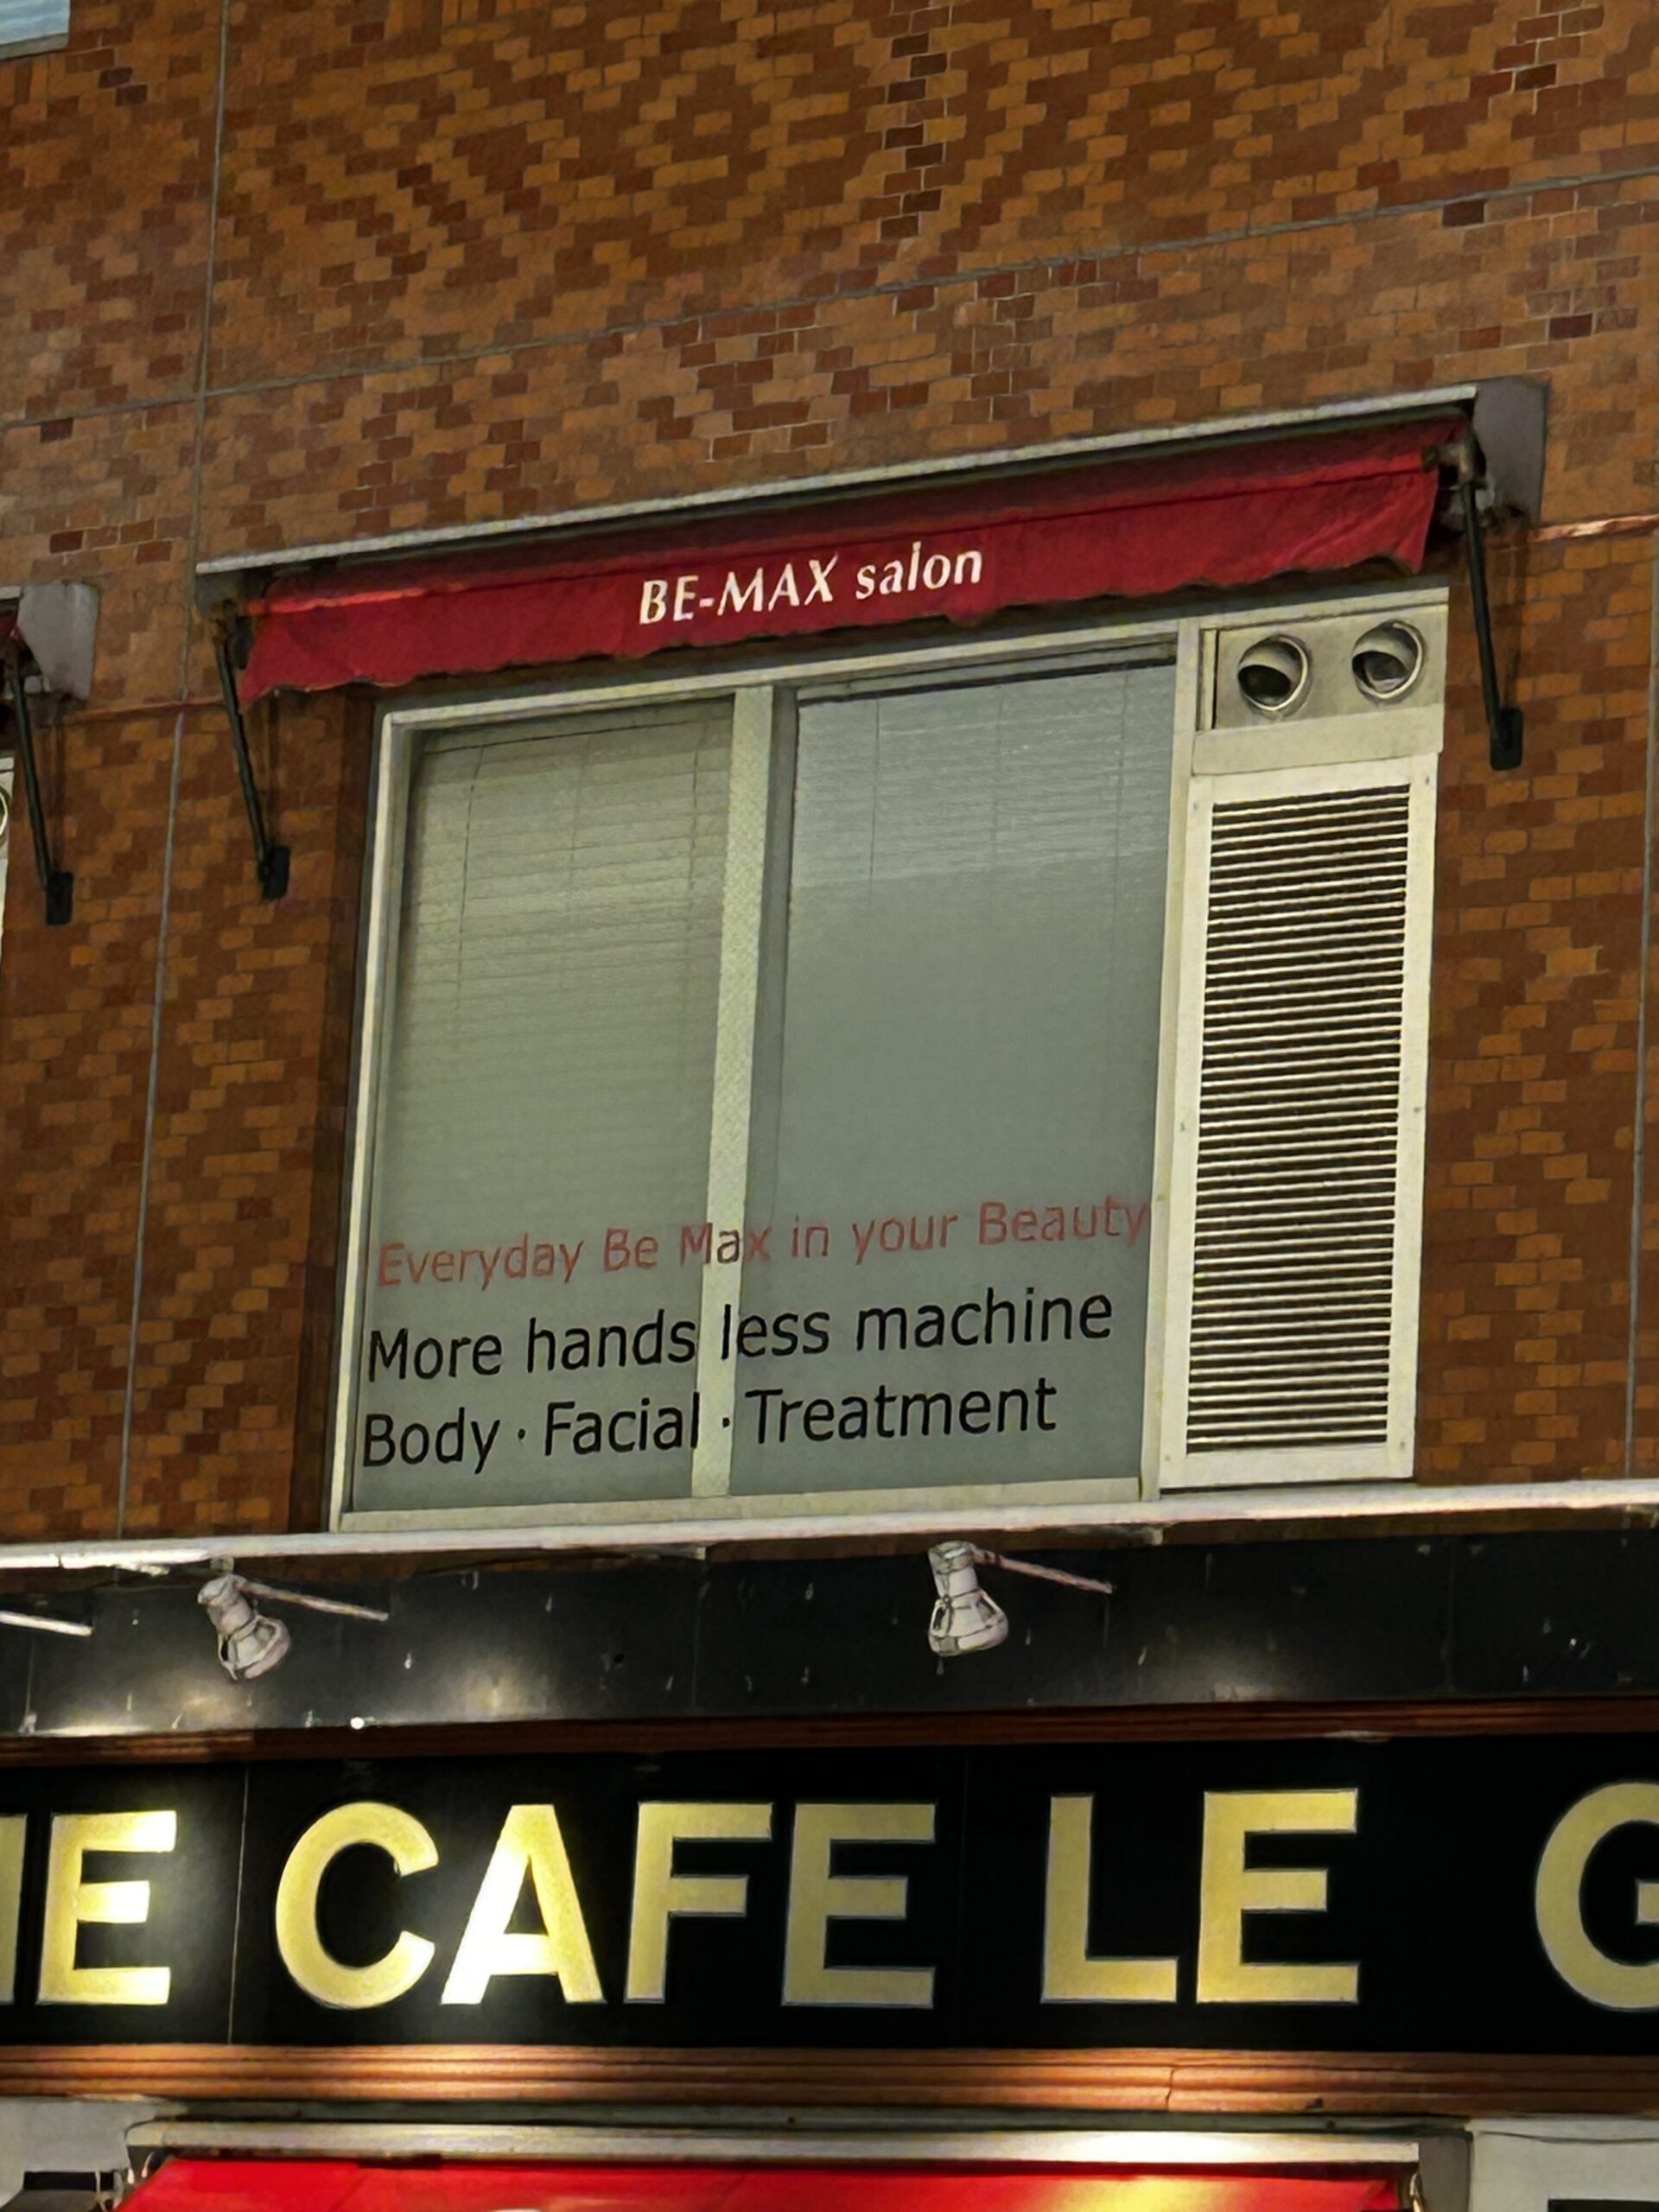 BE-MAX salon
Everyday Be Max in your Beauty
More hands less machine
Body · Facial · Treatment
E CAFE LE G